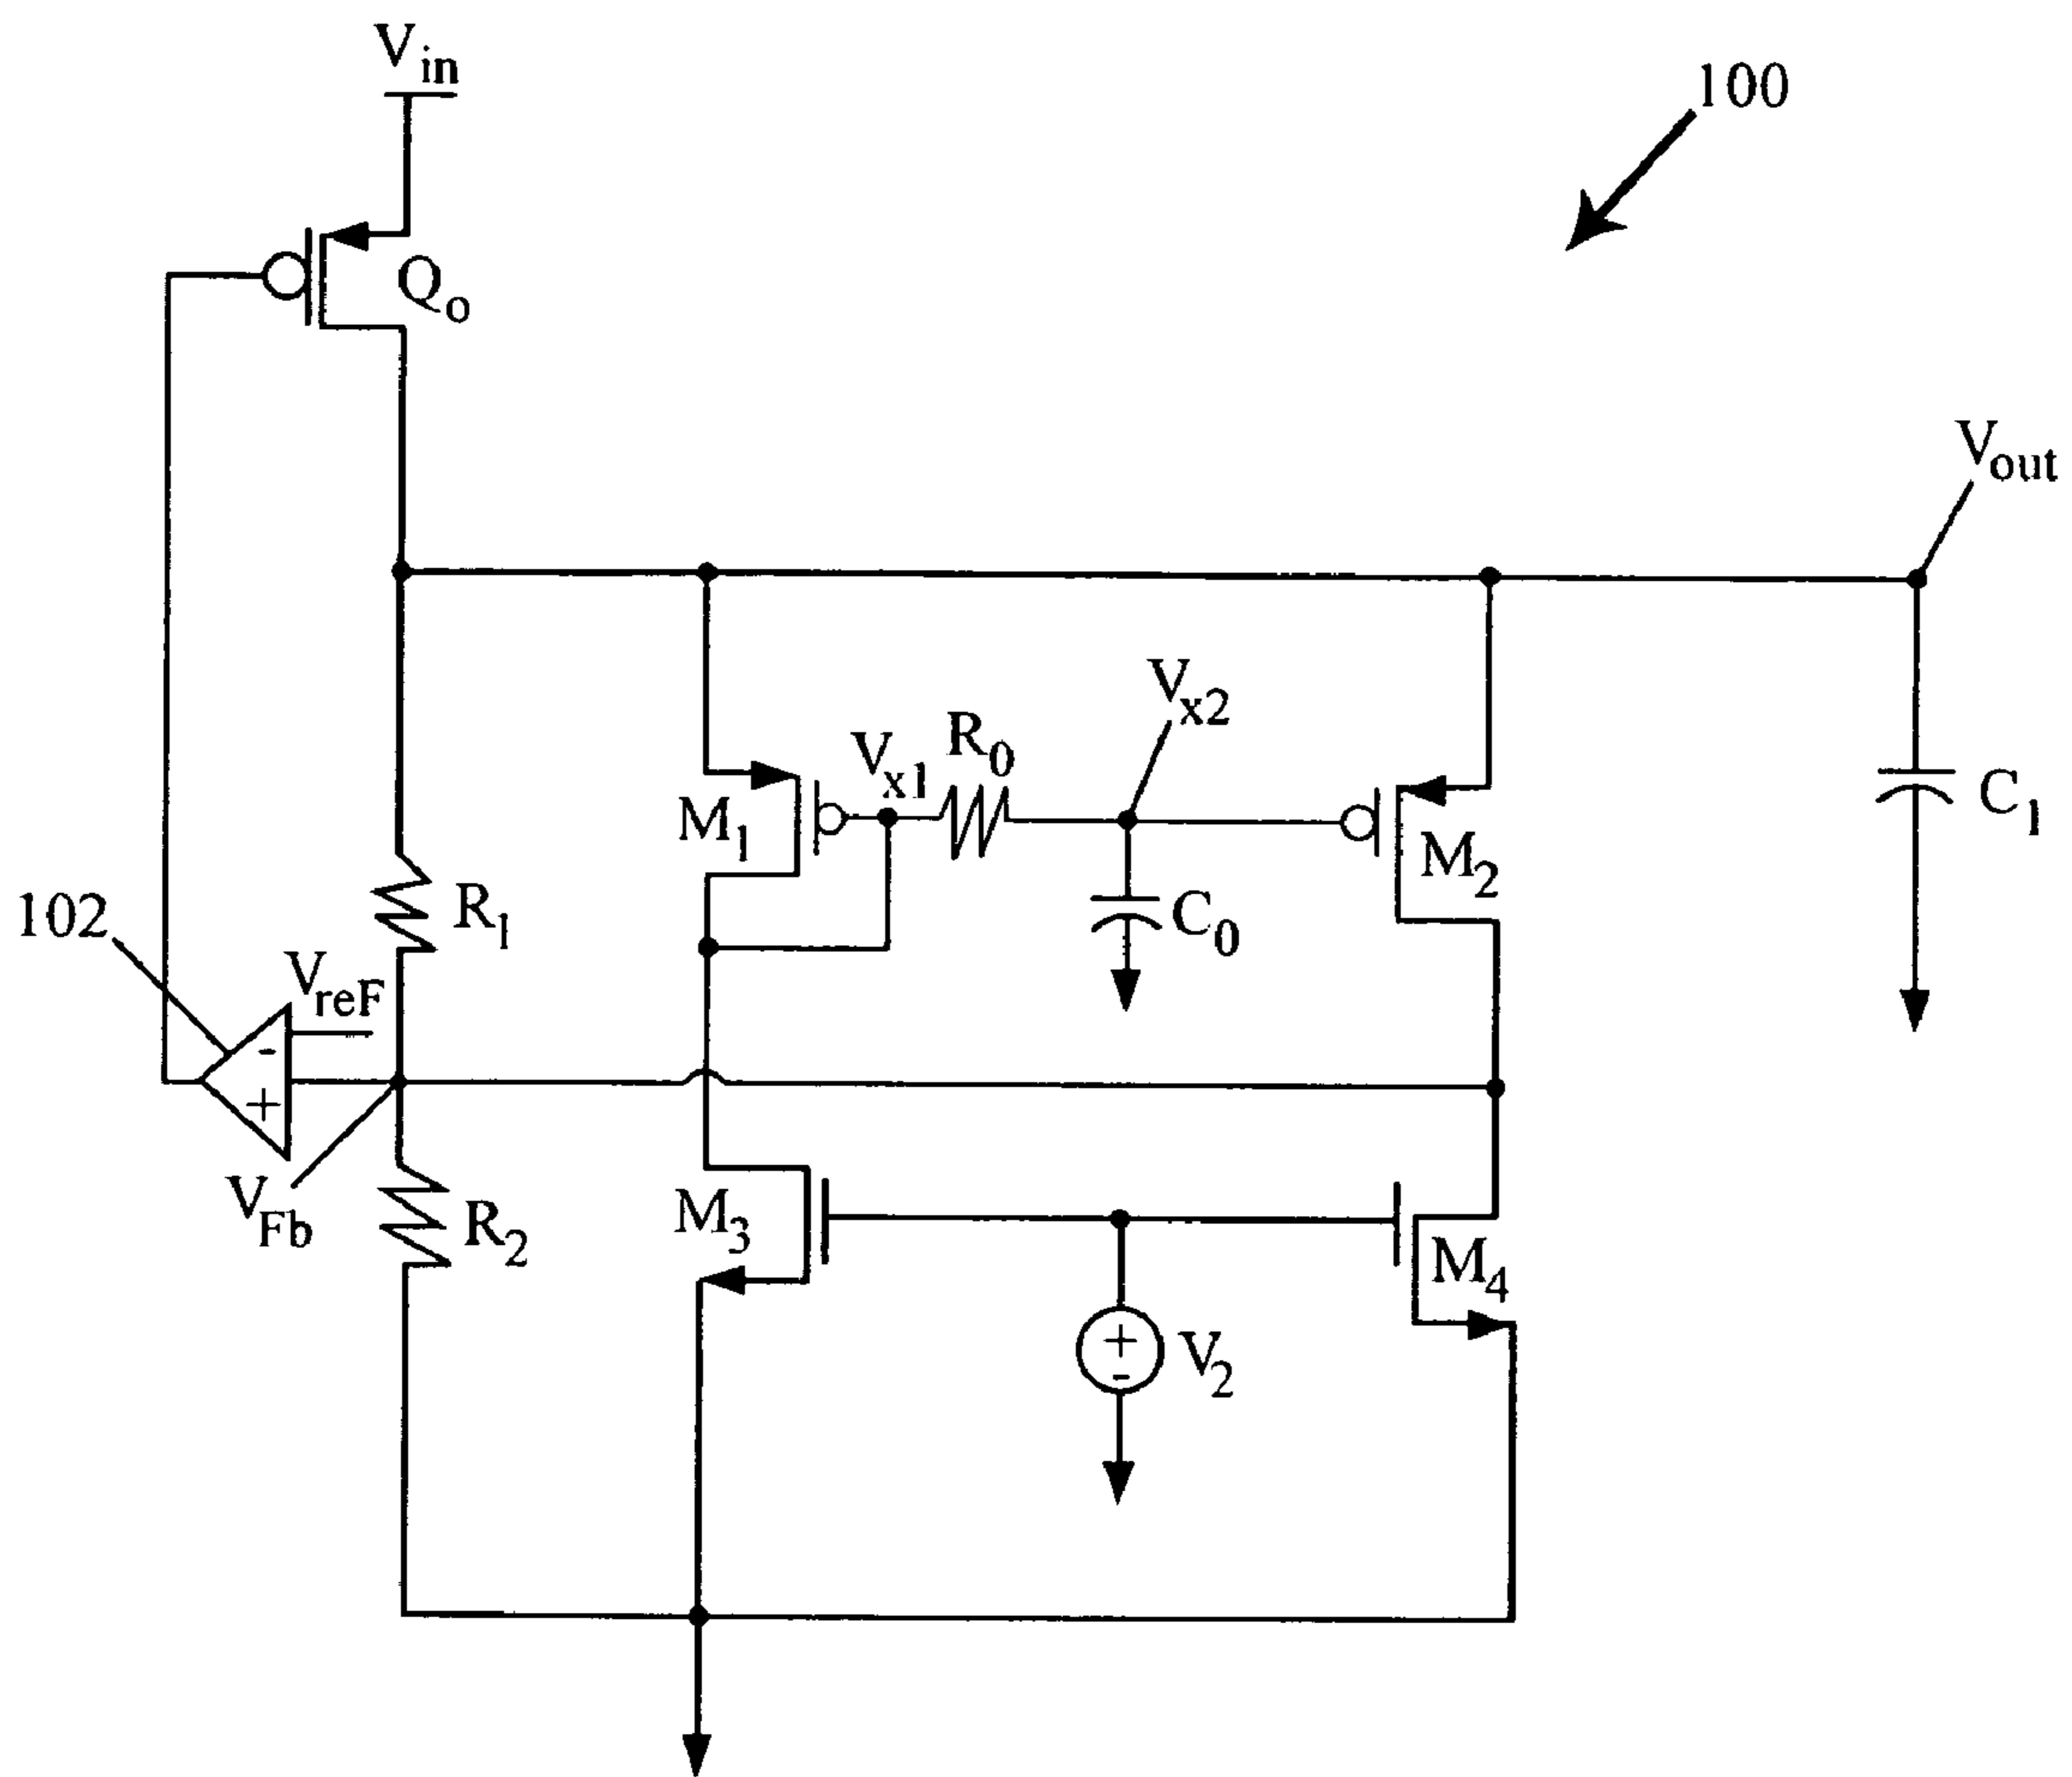 Vin
100
Qo
Vout
Vx2
Vx1
R0
M1
M2
C1
C0
R1
102
VreF
-
+
VFb
R2
M3
M4
+
-
V2